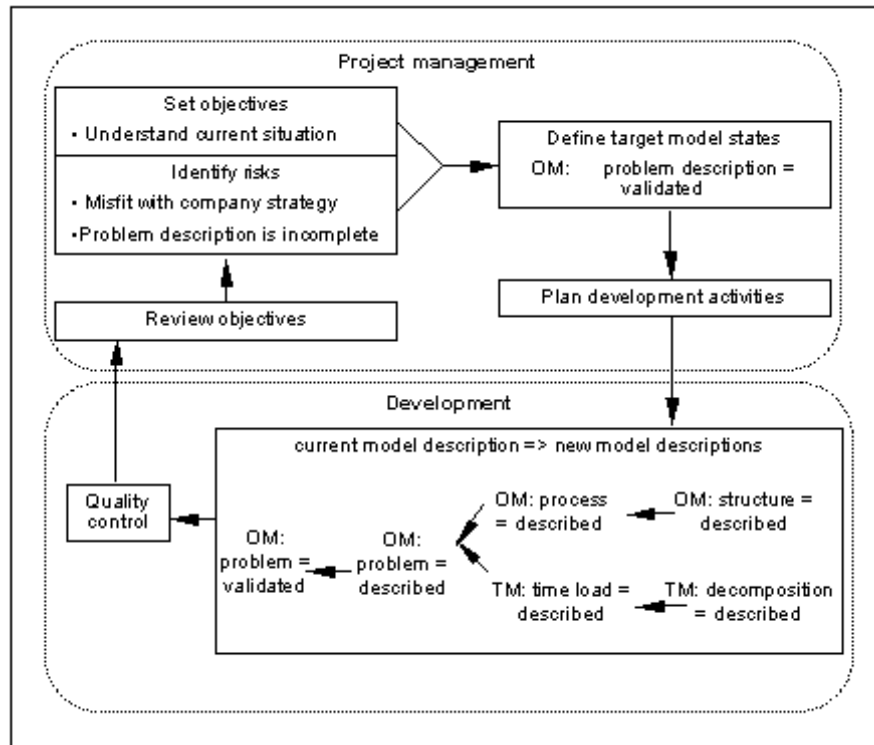 Project management
Set objectives
• Understand current situation
Identify risks
• Misfit with company strategy
•Problem description is incomplete
Define target model states
OM: problem description =
validated
Review objectives
Plan development activities
Development
current model description => new model descriptions
Quality
control
OM:
problem =
validated
OM:
problem =
described
OM: process
= described
OM: structure =
described
TM: time load =
described
TM: decomposition
= described